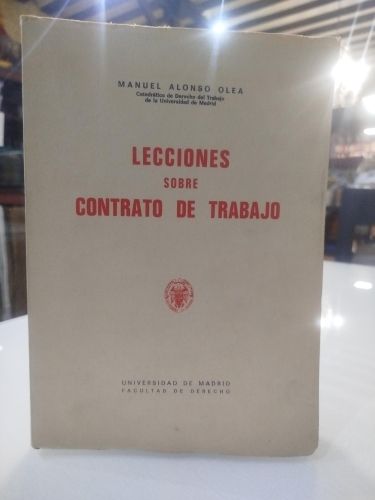 MANUEL ALONSO OLEA
Catedrático de Derecho del Trabajo
de la Universidad de Madrid
LECCIONES
SOBRE
CONTRATO DE TRABAJO
UNIVERSIDAD DE MADRID
FACULTAD DE DERECHO